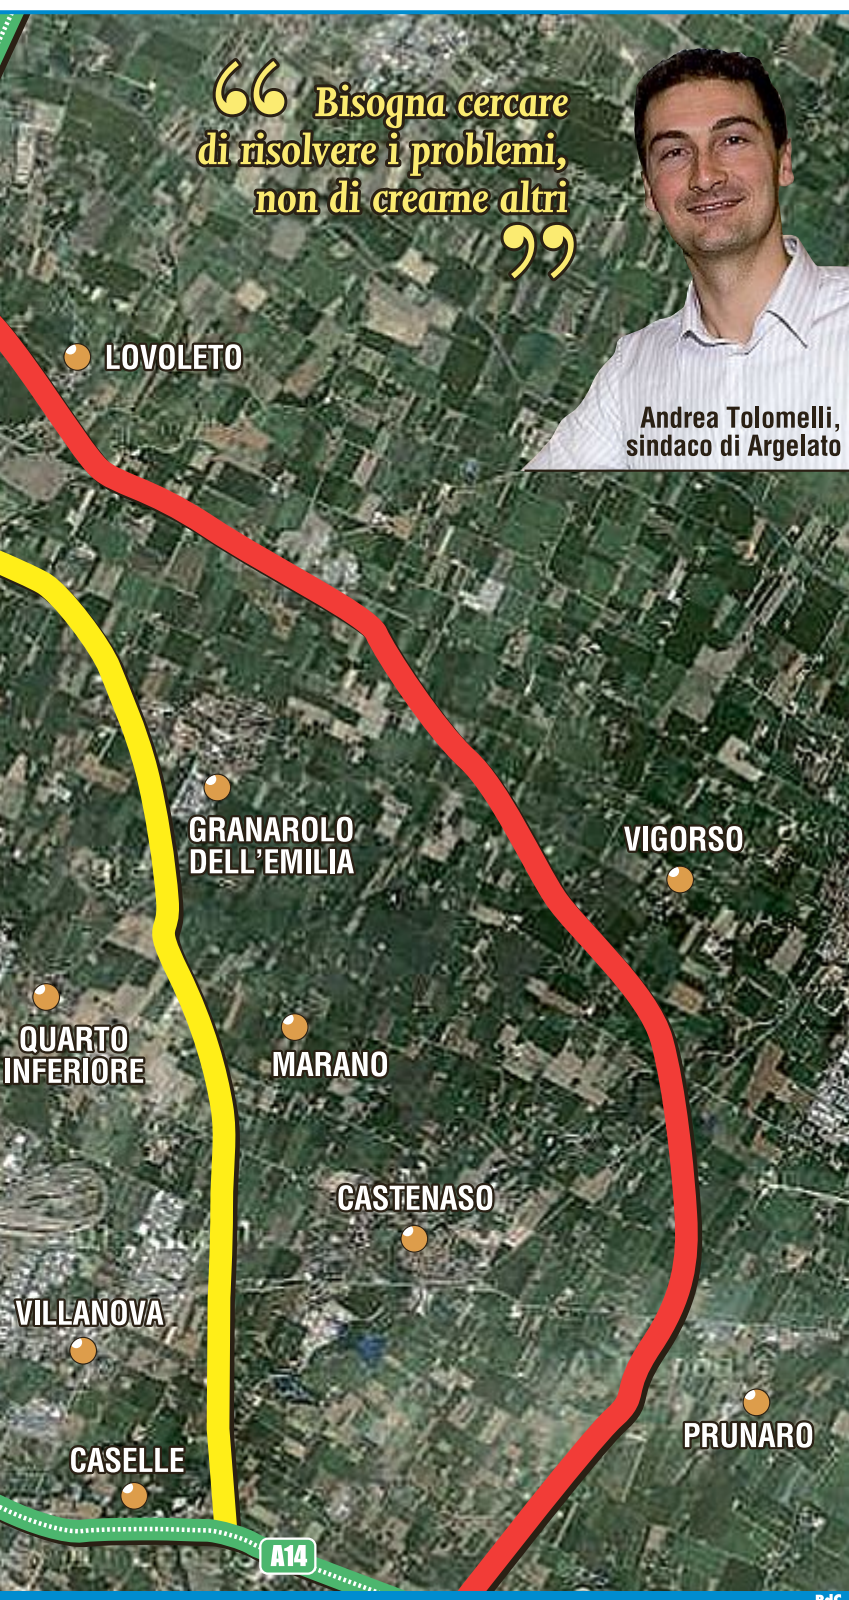 “ Bisogna cercare
di risolvere i problemi,
non di crearne altri ”
Andrea Tolomelli,
sindaco di Argelato
LOVOLETO
GRANAROLO
DELL'EMILIA
VIGORSO
QUARTO
INFERIORE
MARANO
CASTENASO
VILLANOVA
PRUNARO
CASELLE
A14
RdC